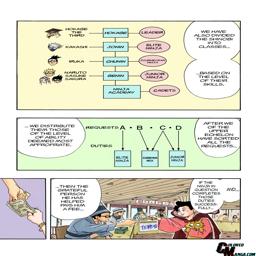 HOKAGE
THE
THIRD
HOKAGE
LEADER
WE HAVE
ALSO DIVIDED
THE SHINOBI
INTO
CLASSES...
KAKASHI
JONIN
ELITE
NINJA
IRUKA
CHUNIN
NARUTO
SAKURA
SASUKE
GENIN
JUNIOR
NINJA
...BASED ON
THE LEVEL
OF THEIR
SKILLS.
NINJA
ACADEMY
CADETS
...WE DISTRIBUTE
THEM THOSE
OF THE LEVEL
OF ABILITY
DEEMED MOST
APPROPRIATE.
REQUESTS A • B • C • D
DUTIES
ELITE
NINJA
JUNIOR
NINJA
AFTER WE
OF THE
UPPER
ECHELON
HAVE SORTED
ALL THE
REQUESTS...
...THEN THE
GRATEFUL
PERSON
HE HAS
HELPED
PAYS HIM
A FEE...
IF THE
NINJA IN
QUESTION
COMPLETES
THOSE
DUTIES
SUCCESS-
FULLY...
AND...
COLORED
MANGA.COM